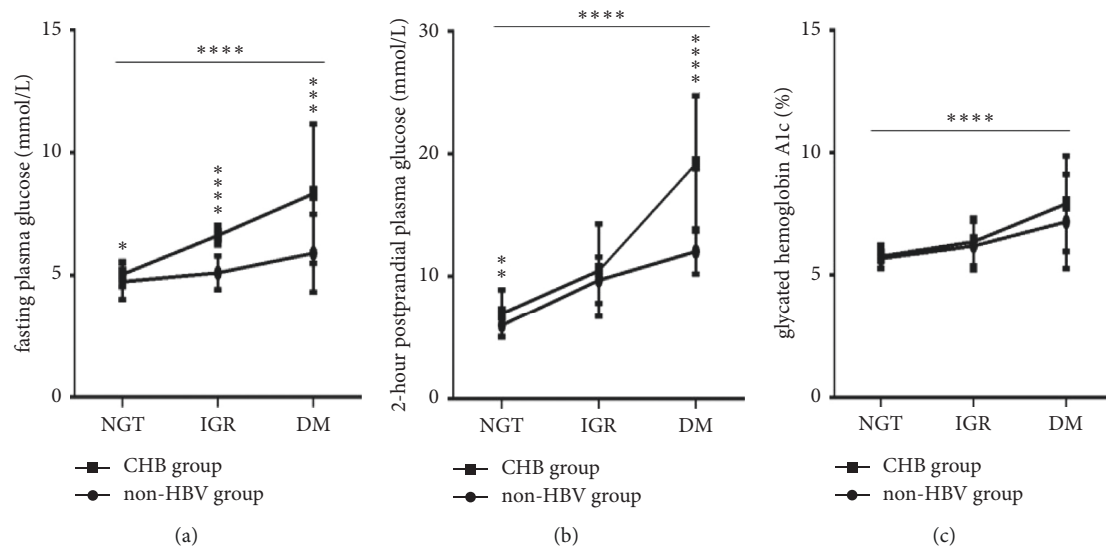 fasting plasma glucose (mmol/L)
15
10
5
0
****
*
****
***
NGT IGR DM
CHB group
non-HBV group
(a)
2-hour postprandial plasma glucose (mmol/L)
30
20
10
0
****
**
****
NGT IGR DM
CHB group
non-HBV group
(b)
glycated hemoglobin A1c (%)
15
10
5
0
****
NGT IGR DM
CHB group
non-HBV group
(c)